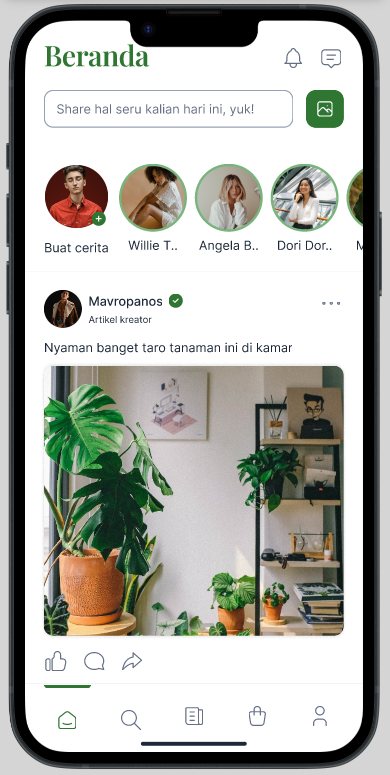 Beranda
Share hal seru kalian hari ini, yuk!
Buat cerita
Willie T..
Angela B..
Dori Dor..
M
Mavropanos
Artikel kreator
Nyaman banget taro tanaman ini di kamar